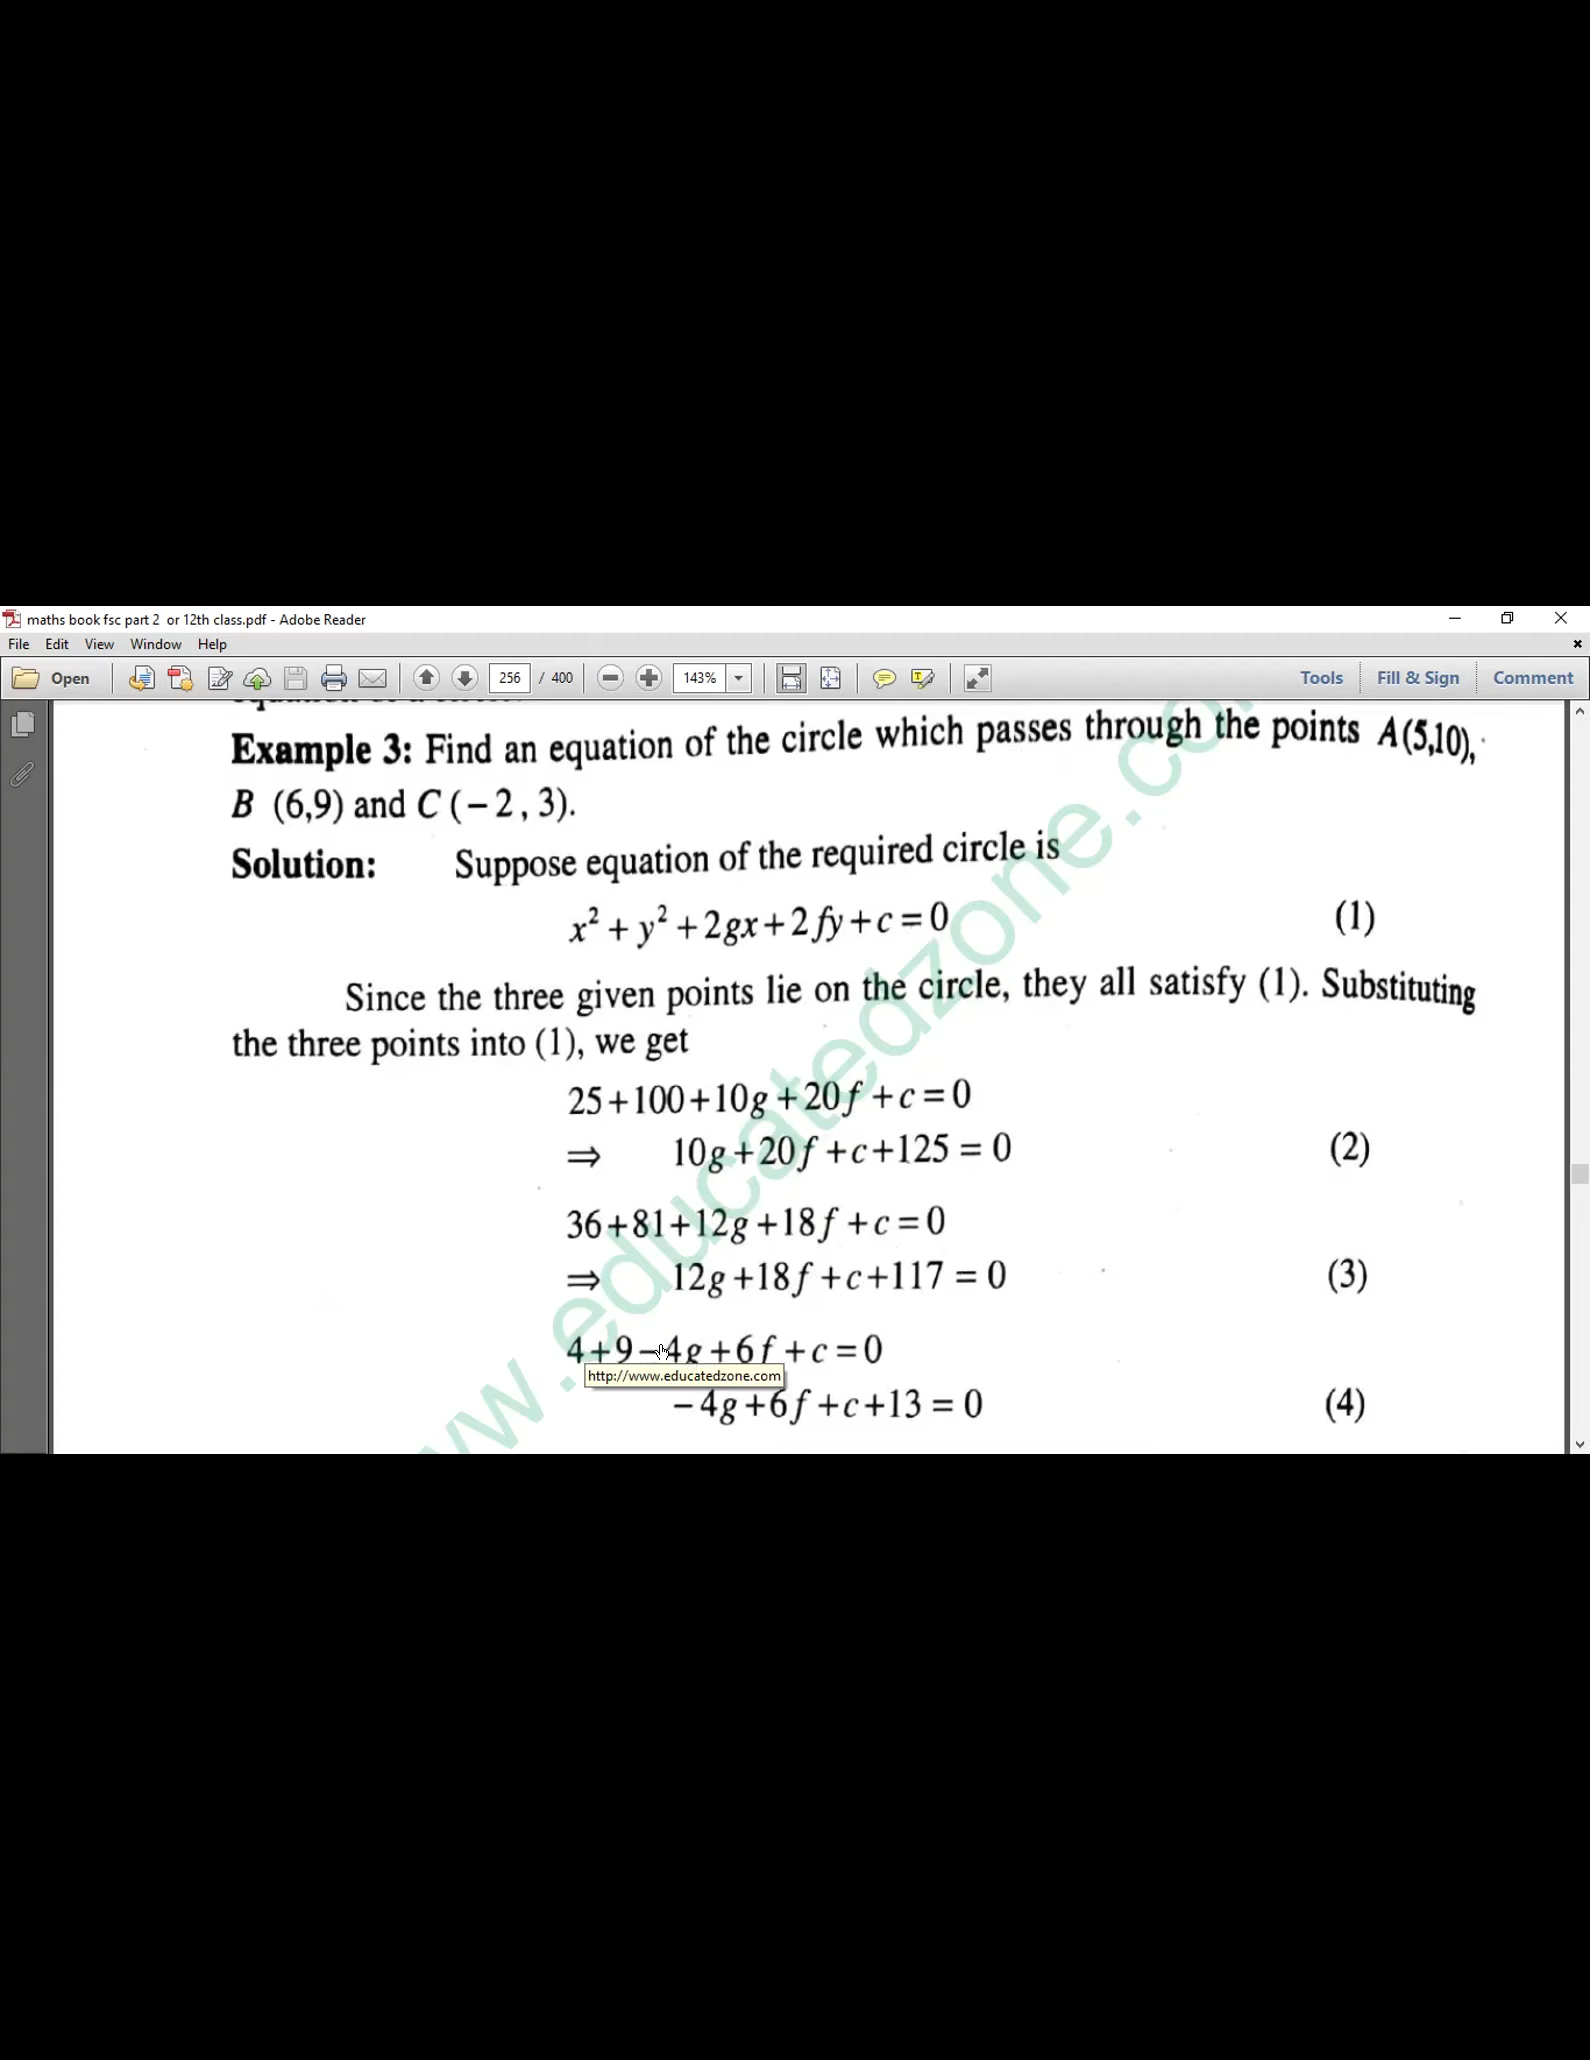 maths book fsc part 2 or 12th class.pdf - Adobe Reader
File Edit View Window Help
Open 256 / 400 143% Tools Fill & Sign Comment
Example 3: Find an equation of the circle which passes through the points A(5,10),
B (6,9) and C (−2, 3).
Solution: Suppose equation of the required circle is
x² + y² + 2gx + 2fy + c = 0 (1)
Since the three given points lie on the circle, they all satisfy (1). Substituting
the three points into (1), we get
25+100+10g+20f+c=0
⇒ 10g+20f+c+125 = 0 (2)
36+81+12g+18f+c=0
⇒ 12g+18f+c+117 = 0 (3)
4+9−4g+6f+c=0
http://www.educatedzone.com
−4g+6f+c+13 = 0 (4)